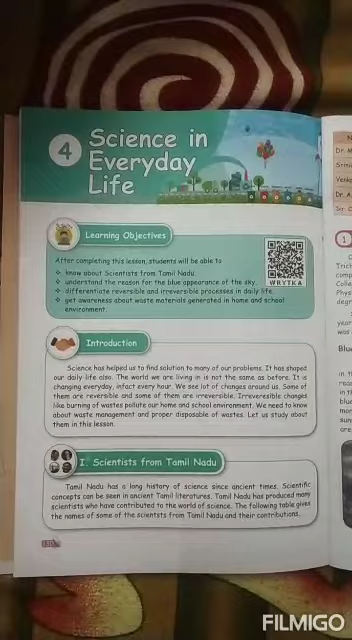 4
Science in
Everyday
Life
Learning Objectives
After completing this lesson, students will be able to
know about Scientists from Tamil Nadu.
understand the reason for the blue appearance of the sky.
differentiate reversible and irreversible processes in daily life.
get awareness about waste materials generated in home and school
environment.
WRYTKA
Introduction
Science has helped us to find solution to many of our problems. It has shaped
our daily life also. The world we are living in is not the same as before. It is
changing everyday, infact every hour. We see lot of changes around us. Some
of them are reversible and some of them are irreversible. Irreveresible changes
like burning of wastes pollute our home and school environment. We need to know
about waste management and proper disposable of wastes. Let us study about
them in this lesson.
I. Scientists from Tamil Nadu
Tamil Nadu has a long history of science since ancient times. Scientific
concepts can be seen in ancient Tamil literatures. Tamil Nadu has produced many
scientists who have contributed to the world of science. The following table gives
the names of some of the scientists from Tamil Nadu and their contributions.
Dr. M
Dr. A
1
Blue
FILMIGO